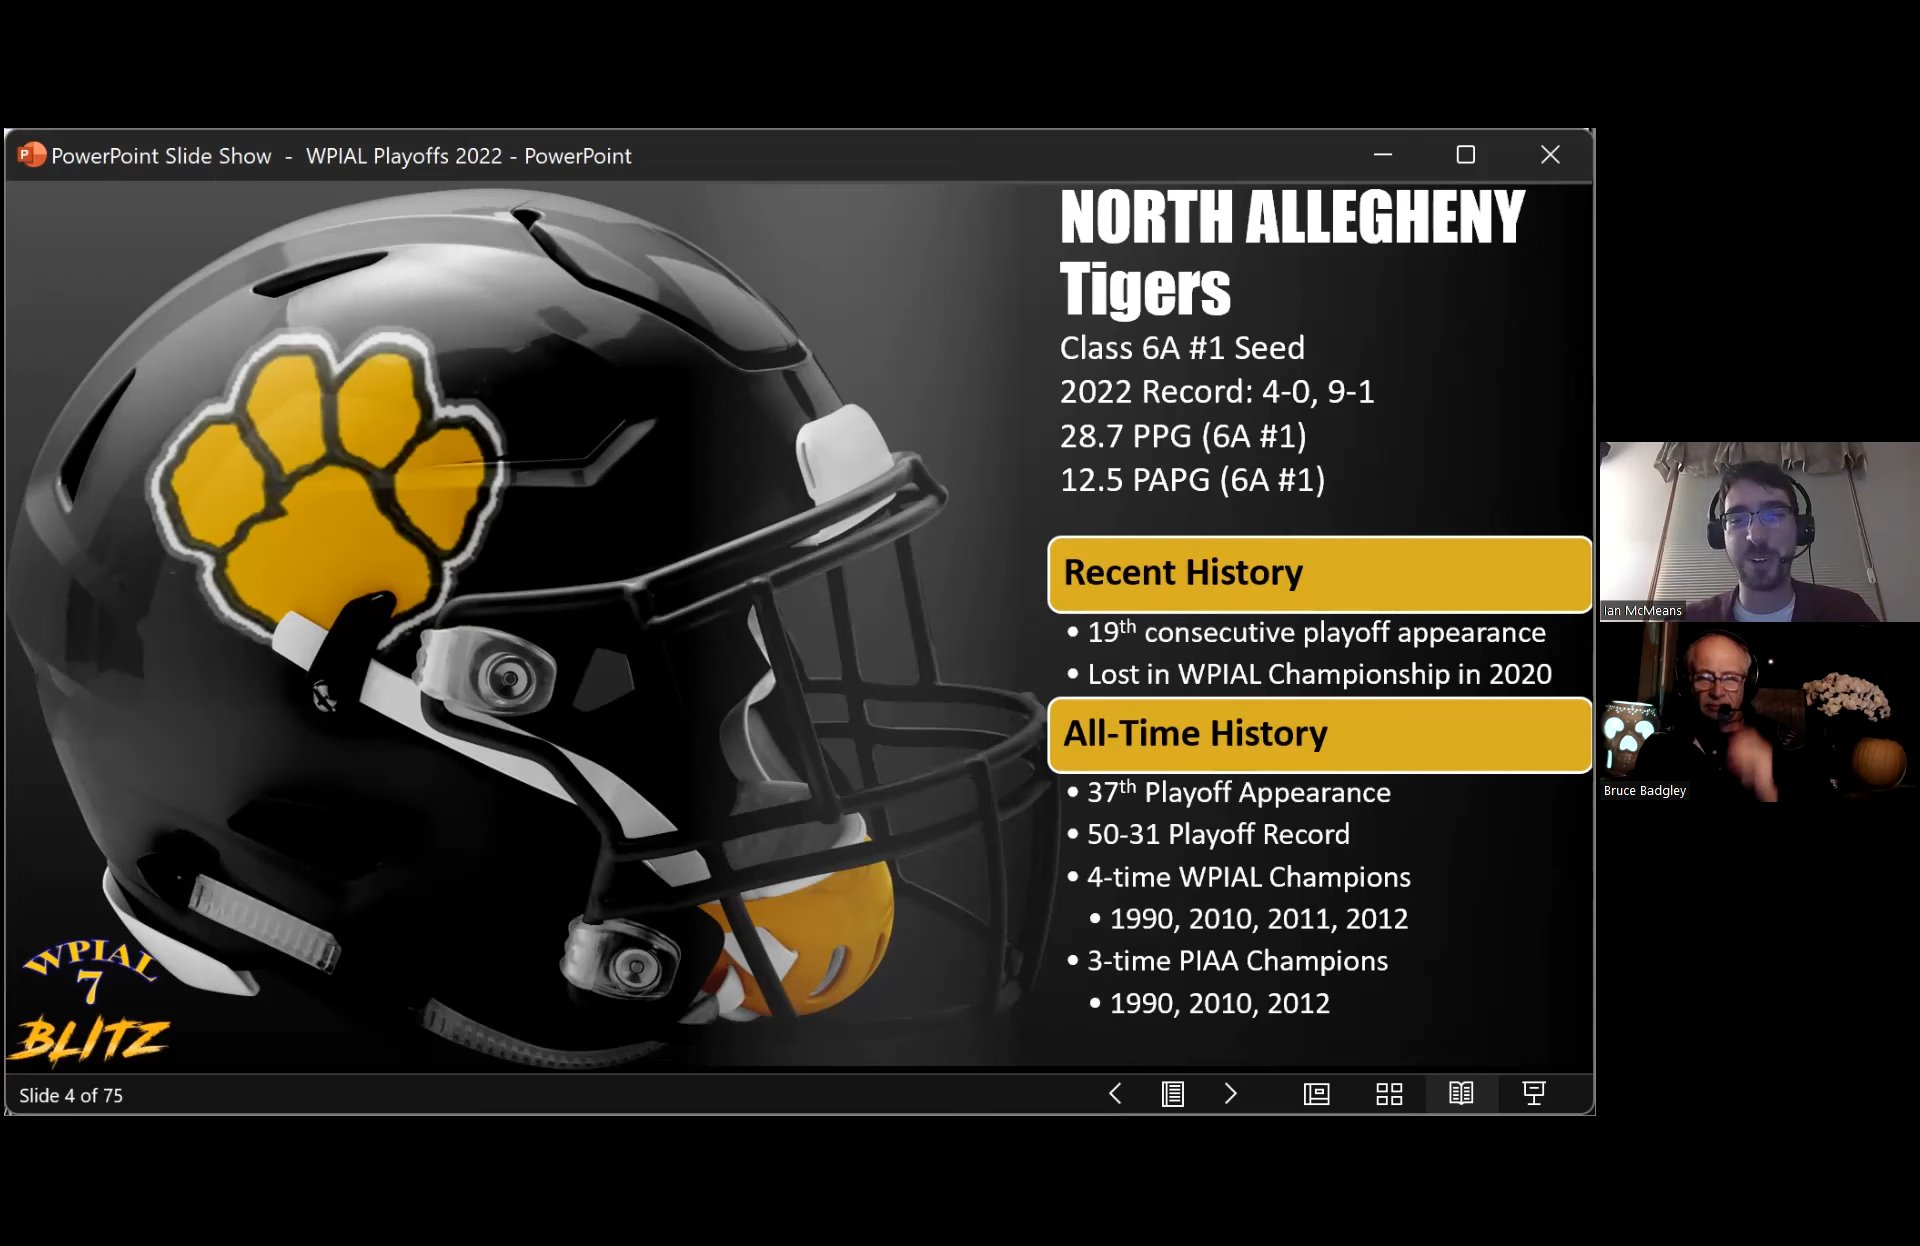 PowerPoint Slide Show - WPIAL Playoffs 2022 - PowerPoint
NORTH ALLEGHENY
Tigers
Class 6A #1 Seed
2022 Record: 4-0, 9-1
28.7 PPG (6A #1)
12.5 PAPG (6A #1)
Recent History
• 19th consecutive playoff appearance
• Lost in WPIAL Championship in 2020
All-Time History
• 37th Playoff Appearance
• 50-31 Playoff Record
• 4-time WPIAL Champions
• 1990, 2010, 2011, 2012
• 3-time PIAA Champions
• 1990, 2010, 2012
WPIAL
7
BLITZ
Slide 4 of 75
Ian McMeans
Bruce Badgley